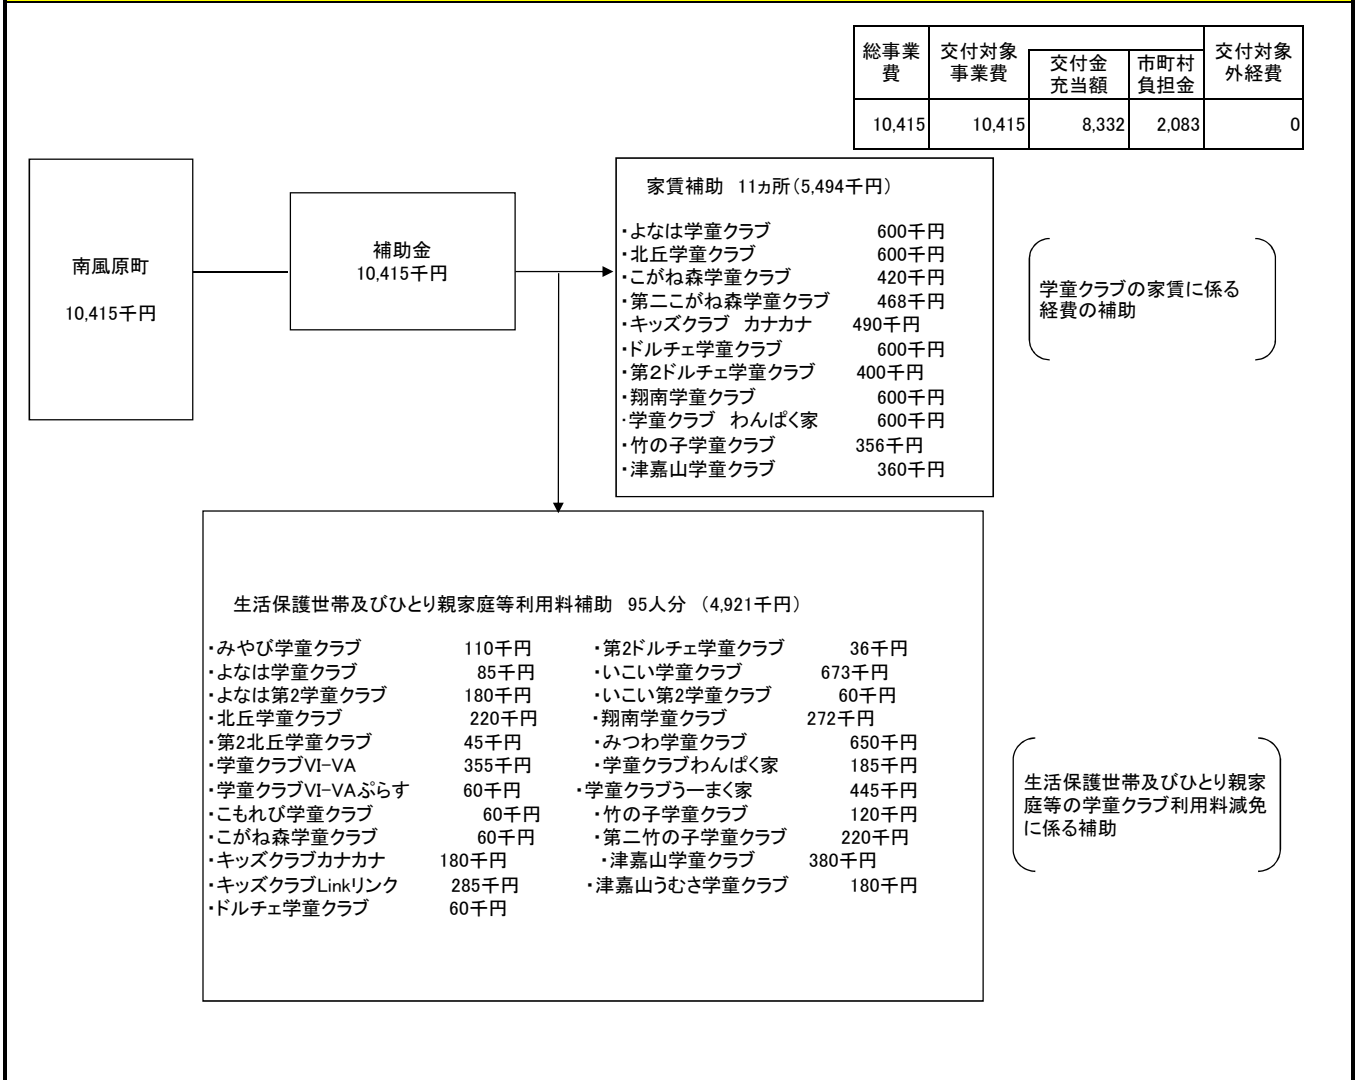 総事業費 交付対象事業費 交付金充当額 市町村負担金 交付対象外経費
10,415 10,415 8,332 2,083 0
南風原町
10,415千円
補助金
10,415千円
家賃補助　11ヵ所(5,494千円)
・よなは学童クラブ 600千円
・北丘学童クラブ 600千円
・こがね森学童クラブ 420千円
・第二こがね森学童クラブ 468千円
・キッズクラブ　カナカナ 490千円
・ドルチェ学童クラブ 600千円
・第2ドルチェ学童クラブ 400千円
・翔南学童クラブ 600千円
・学童クラブ　わんぱく家 600千円
・竹の子学童クラブ 356千円
・津嘉山学童クラブ 360千円
学童クラブの家賃に係る
経費の補助
生活保護世帯及びひとり親家庭等利用料補助　95人分　(4,921千円)
・みやび学童クラブ 110千円 ・第2ドルチェ学童クラブ 36千円
・よなは学童クラブ 85千円 ・いこい学童クラブ 673千円
・よなは第2学童クラブ 180千円 ・いこい第2学童クラブ 60千円
・北丘学童クラブ 220千円 ・翔南学童クラブ 272千円
・第2北丘学童クラブ 45千円 ・みつわ学童クラブ 650千円
・学童クラブVI-VA 355千円 ・学童クラブわんぱく家 185千円
・学童クラブVI-VAぷらす 60千円 ・学童クラブうーまく家 445千円
・こもれび学童クラブ 60千円 ・竹の子学童クラブ 120千円
・こがね森学童クラブ 60千円 ・第二竹の子学童クラブ 220千円
・キッズクラブカナカナ 180千円 ・津嘉山学童クラブ 380千円
・キッズクラブLinkリンク 285千円 ・津嘉山うむさ学童クラブ 180千円
・ドルチェ学童クラブ 60千円
生活保護世帯及びひとり親家
庭等の学童クラブ利用料減免
に係る補助